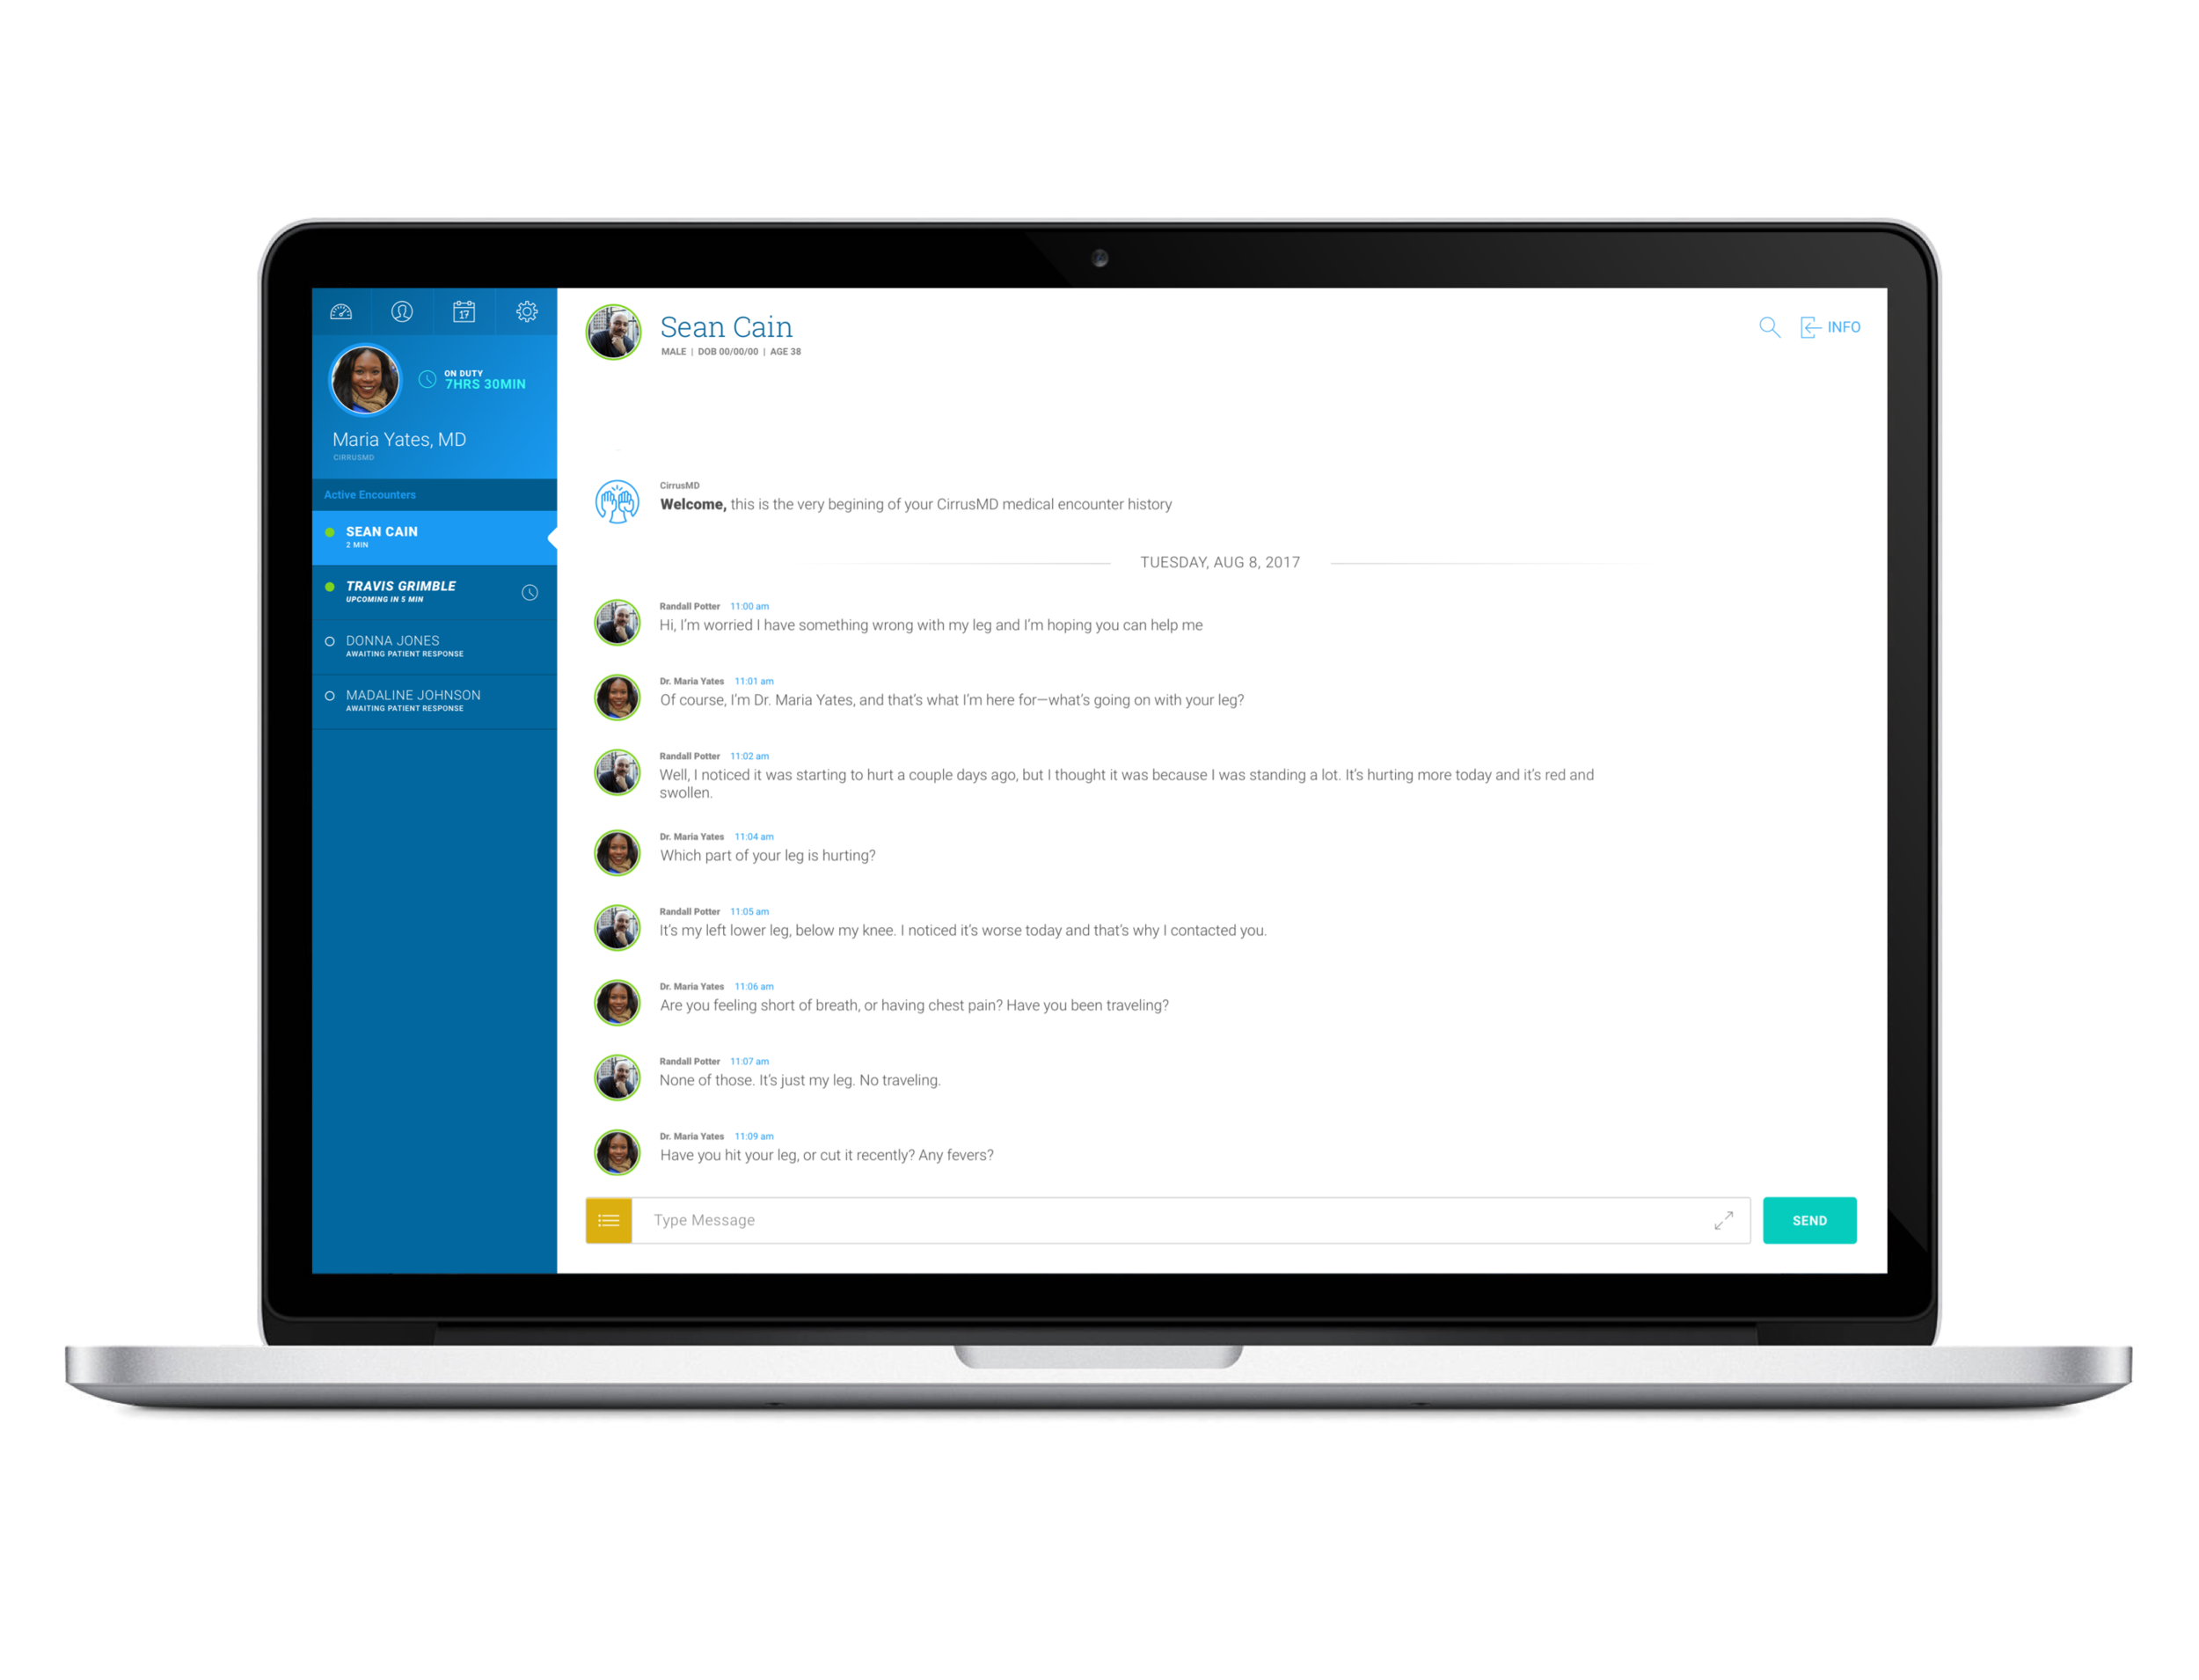 17
ON DUTY
7HRS 30MIN
Maria Yates, MD
CIRRUSMD
Active Encounters
SEAN CAIN
2 MIN
TRAVIS GRIMBLE
UPCOMING IN 5 MIN
DONNA JONES
AWAITING PATIENT RESPONSE
MADALINE JOHNSON
AWAITING PATIENT RESPONSE
Sean Cain
MALE | DOB 00/00/00 | AGE 38
INFO
CirrusMD
Welcome, this is the very begining of your CirrusMD medical encounter history
TUESDAY, AUG 8, 2017
Randall Potter 11:00 am
Hi, I'm worried I have something wrong with my leg and I'm hoping you can help me
Dr. Maria Yates 11:01 am
Of course, I'm Dr. Maria Yates, and that's what I'm here for—what's going on with your leg?
Randall Potter 11:02 am
Well, I noticed it was starting to hurt a couple days ago, but I thought it was because I was standing a lot. It's hurting more today and it's red and
swollen.
Dr. Maria Yates 11:04 am
Which part of your leg is hurting?
Randall Potter 11:05 am
It's my left lower leg, below my knee. I noticed it's worse today and that's why I contacted you.
Dr. Maria Yates 11:06 am
Are you feeling short of breath, or having chest pain? Have you been traveling?
Randall Potter 11:07 am
None of those. It's just my leg. No traveling.
Dr. Maria Yates 11:09 am
Have you hit your leg, or cut it recently? Any fevers?
Type Message
SEND